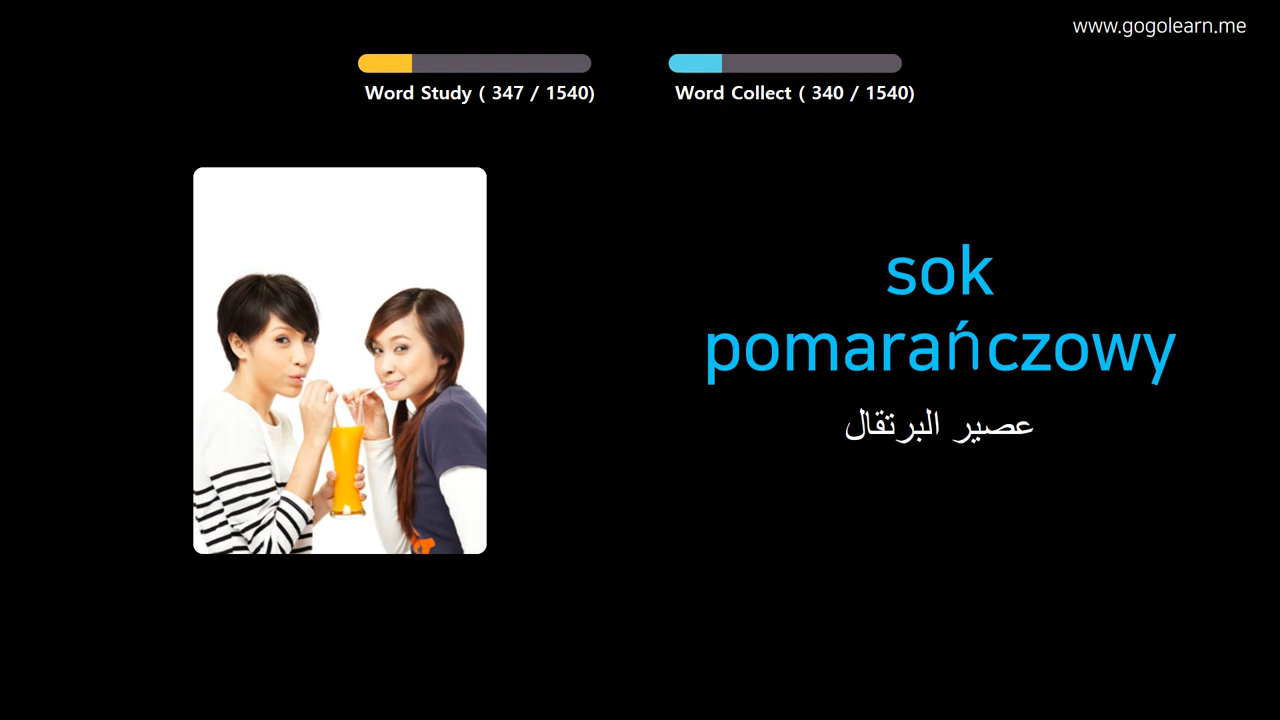 www.gogolearn.me
Word Study ( 347 / 1540)
Word Collect ( 340 / 1540)
sok
pomarańczowy
عصير البرتقال